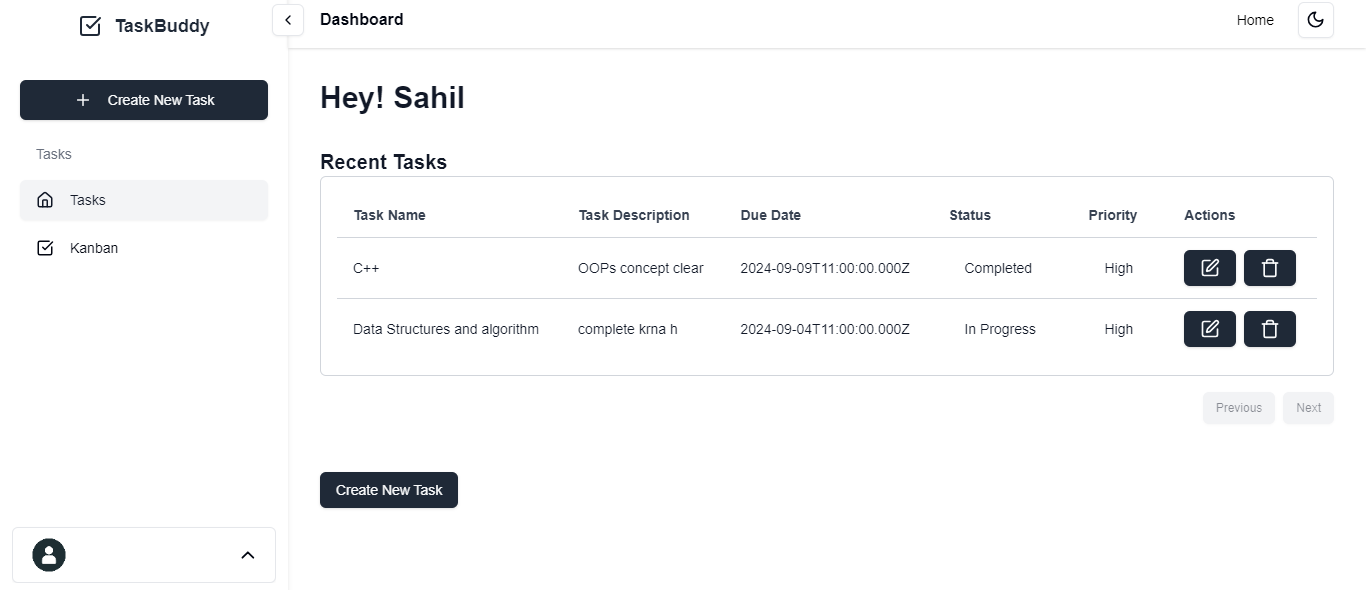 TaskBuddy
Dashboard
Home
Create New Task
Hey! Sahil
Tasks
Recent Tasks
Tasks
Kanban
Task Name Task Description Due Date Status Priority Actions
C++ OOPs concept clear 2024-09-09T11:00:00.000Z Completed High
Data Structures and algorithm complete krna h 2024-09-04T11:00:00.000Z In Progress High
Previous Next
Create New Task